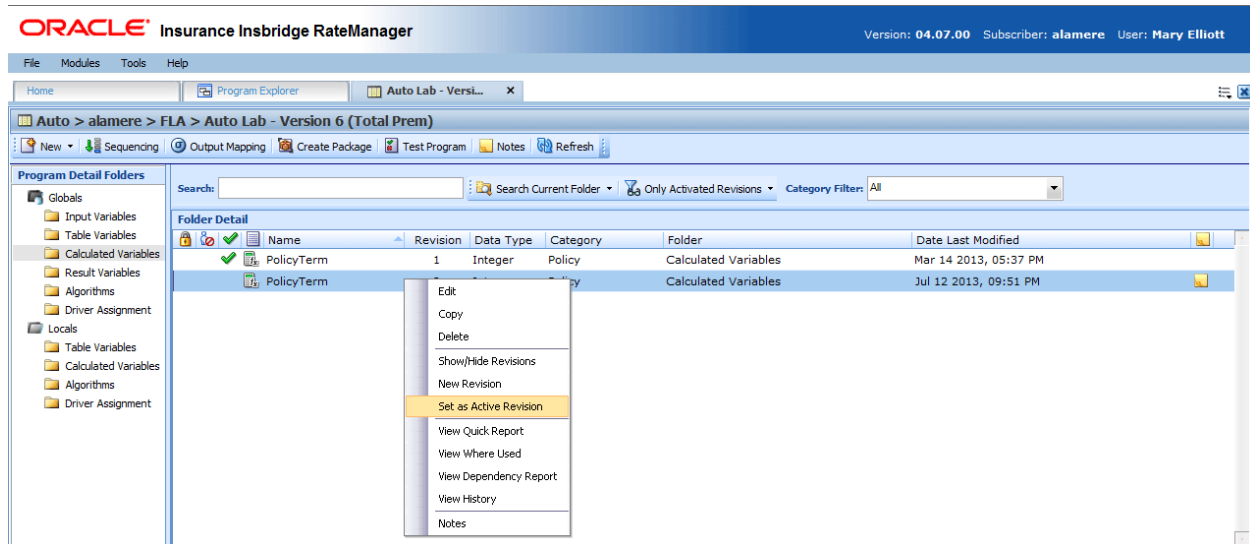 ORACLE® Insurance Insbridge RateManager
Version: 04.07.00 Subscriber: alamere User: Mary Elliott
File Modules Tools Help
Home Program Explorer Auto Lab - Versi... X
Auto > alamere > FLA > Auto Lab - Version 6 (Total Prem)
New Sequencing Output Mapping Create Package Test Program Notes Refresh
Program Detail Folders
Globals
Input Variables
Table Variables
Calculated Variables
Result Variables
Algorithms
Driver Assignment
Locals
Table Variables
Calculated Variables
Algorithms
Driver Assignment
Search: Search Current Folder Only Activated Revisions Category Filter: All
Folder Detail
Name Revision Data Type Category Folder Date Last Modified
PolicyTerm 1 Integer Policy Calculated Variables Mar 14 2013, 05:37 PM
PolicyTerm Calculated Variables Jul 12 2013, 09:51 PM
Edit
Copy
Delete
Show/Hide Revisions
New Revision
Set as Active Revision
View Quick Report
View Where Used
View Dependency Report
View History
Notes